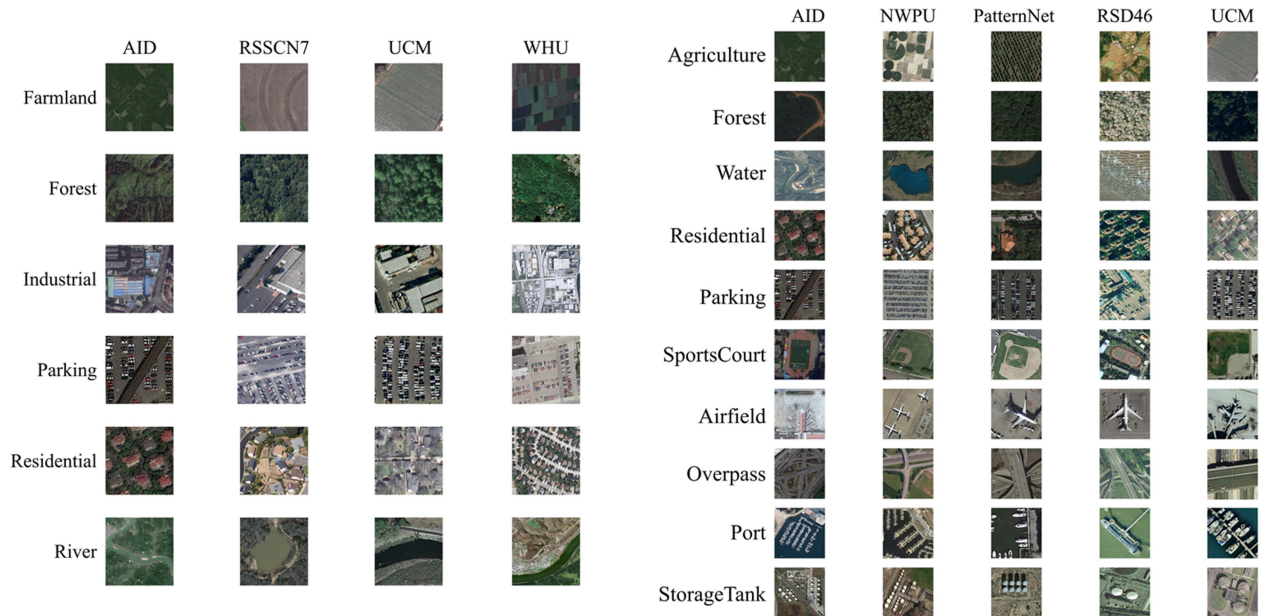 AID RSSCN7 UCM WHU
Farmland
Forest
Industrial
Parking
Residential
River
AID NWPU PatternNet RSD46 UCM
Agriculture
Forest
Water
Residential
Parking
SportsCourt
Airfield
Overpass
Port
StorageTank